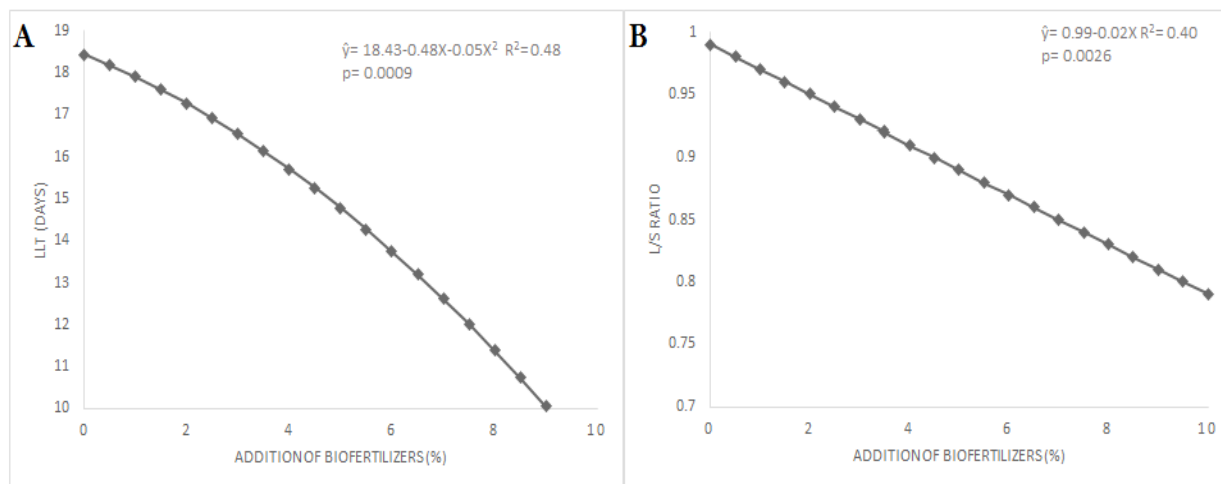 A
ŷ= 18.43-0.48X-0.05X² R²= 0.48
p= 0.0009
19
18
17
16
15
14
13
12
11
10
LLT (DAYS)
0 2 4 6 8 10
ADDITION OF BIOFERTILIZERS (%)
B
ŷ= 0.99-0.02X R²= 0.40
p= 0.0026
1
0.95
0.9
0.85
0.8
0.75
0.7
L/S RATIO
0 2 4 6 8 10
ADDITION OF BIOFERTILIZERS (%)